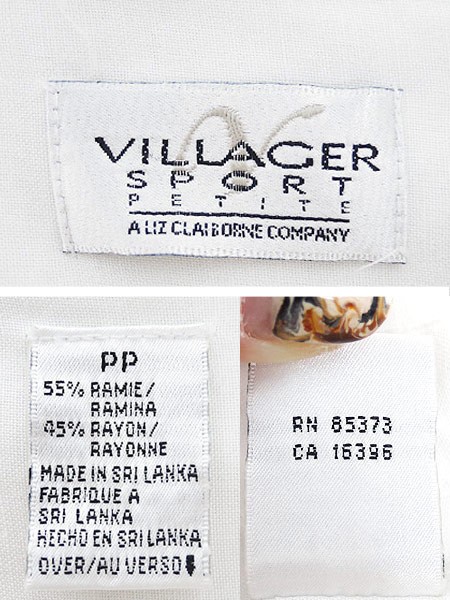 VILLAGER
SPORT
PETITE
A LIZ CLAIBORNE COMPANY
PP
55% RAMIE/
RAMINA
45% RAYON/
RAYONNE
MADE IN SRI LANKA
FABRIQUE A
SRI LANKA
HECHO EN SRI LANKA
OVER/AU VERSO
RN 85373
CA 16396